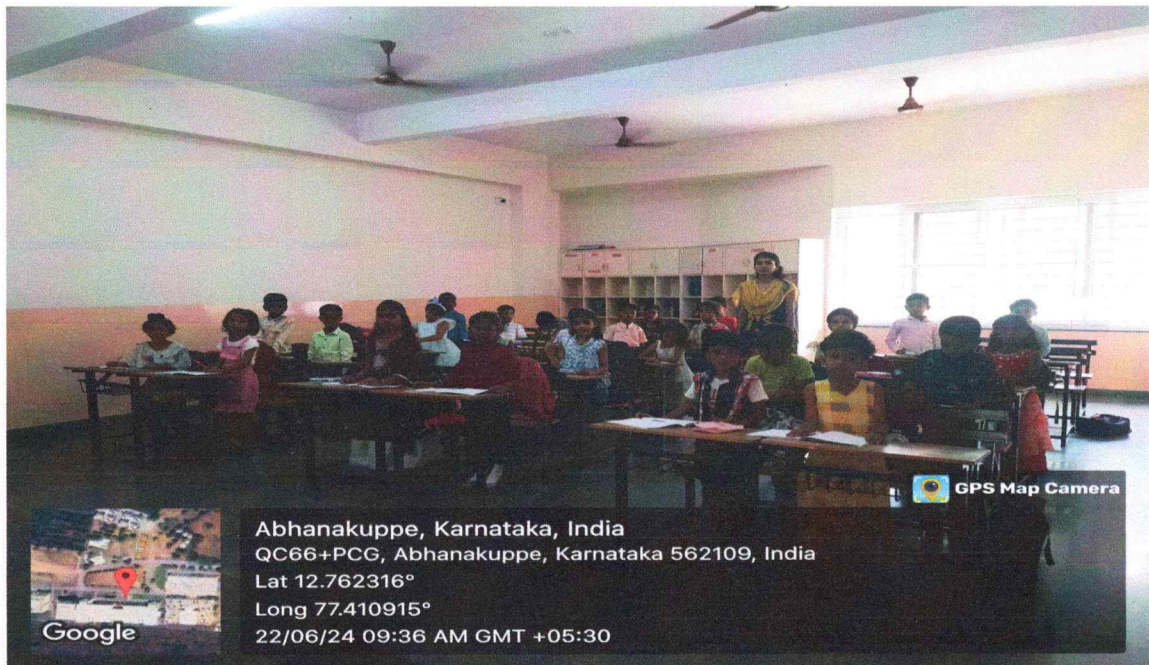 GPS Map Camera
Abhanakuppe, Karnataka, India
QC66+PCG, Abhanakuppe, Karnataka 562109, India
Lat 12.762316°
Long 77.410915°
22/06/24 09:36 AM GMT +05:30
Google